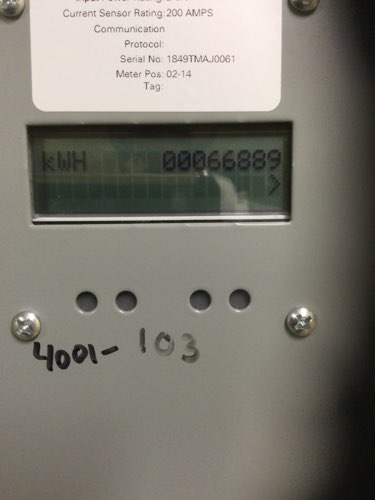 Current Sensor Rating: 200 AMPS
Communication
Protocol:
Serial No: 1849TMAJ0061
Meter Pos: 02-14
Tag:
kWH 00066889
>
4001-103